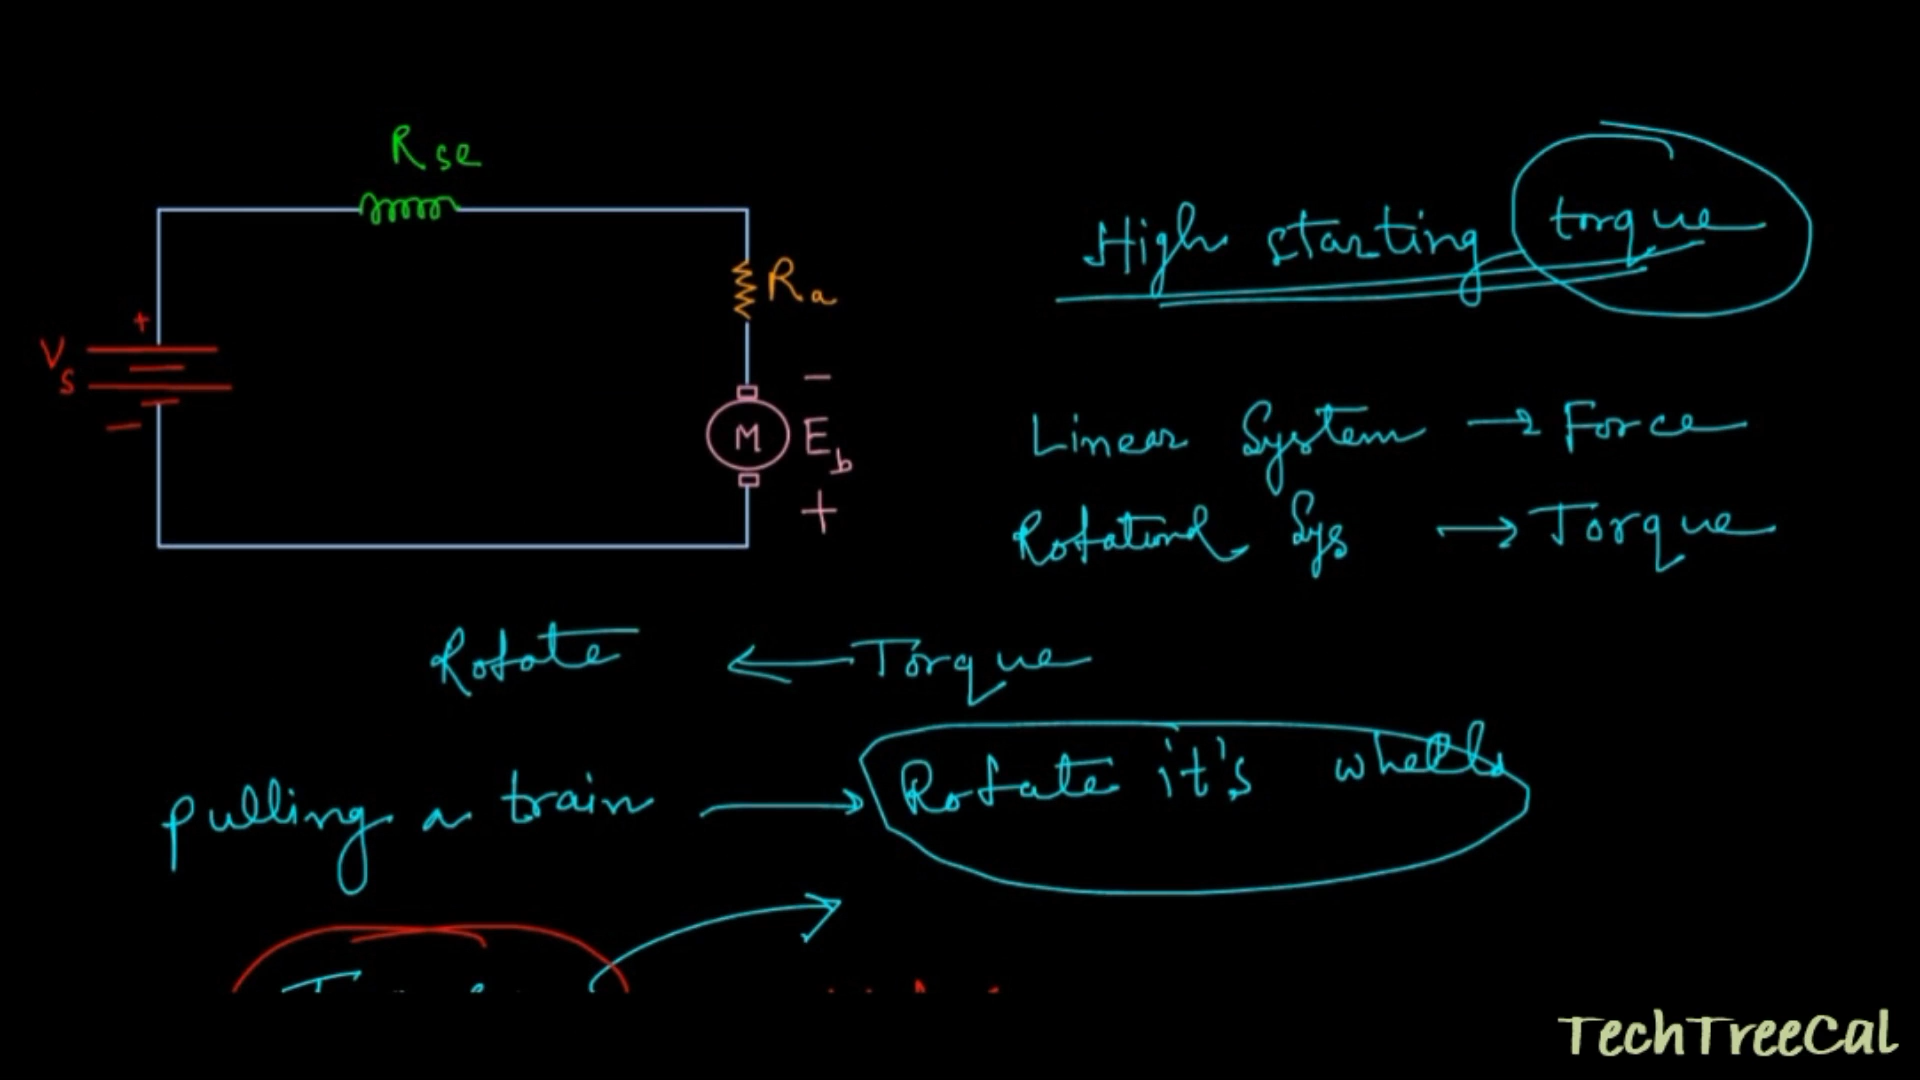 Rse
High starting torque
+
Ra
Vs
−
−
M
Eb
+
Linear System → Force
Rotational Sys → Torque
Rotate ← Torque
pulling a train → Rotate it's wheels
TechTreeCal